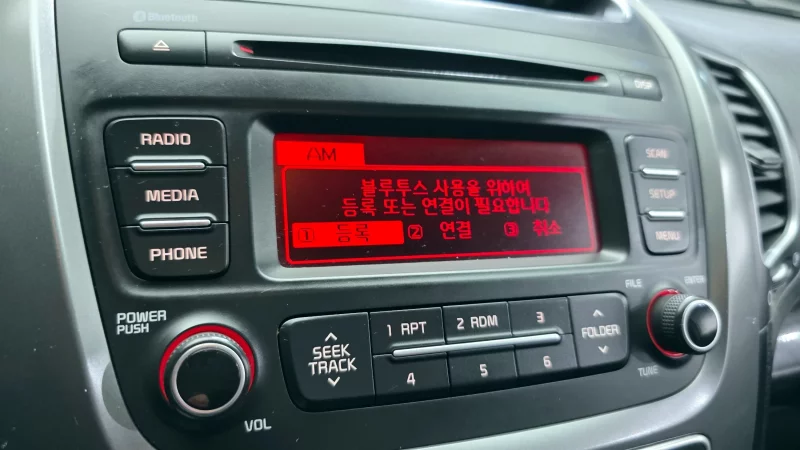 Bluetooth
DISP
RADIO
MEDIA
PHONE
AM
블루투스 사용을 위하여
등록 또는 연결이 필요합니다
1 등록 2 연결 3 취소
SCAN
SETUP
MENU
POWER
PUSH
VOL
SEEK
TRACK
1 RPT
2 RDM
3
4
5
6
FOLDER
FILE
ENTER
TUNE